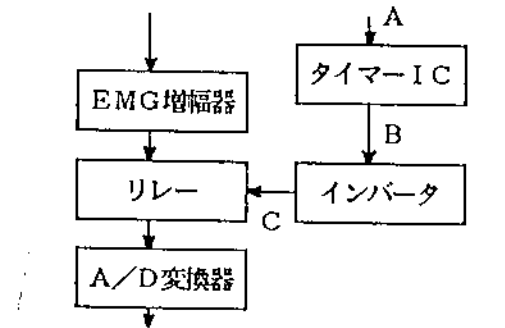 A
タイマーIC
EMG増幅器
B
リレー
インバータ
C
A/D変換器